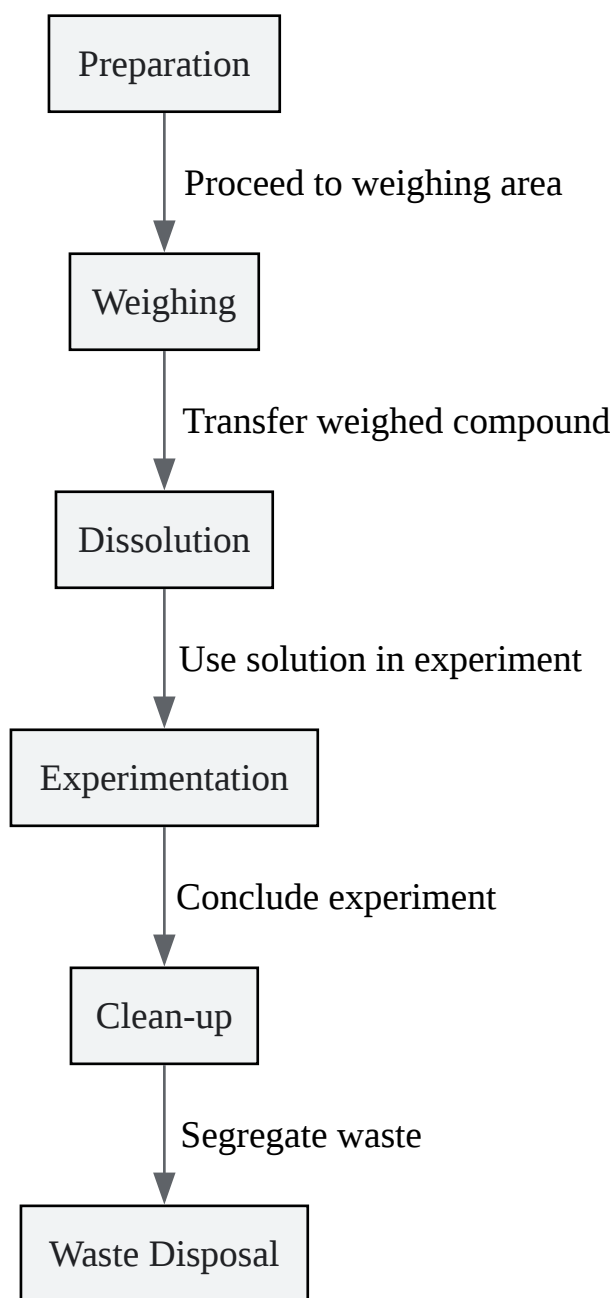 Preparation
Proceed to weighing area
Weighing
Transfer weighed compound
Dissolution
Use solution in experiment
Experimentation
Conclude experiment
Clean-up
Segregate waste
Waste Disposal